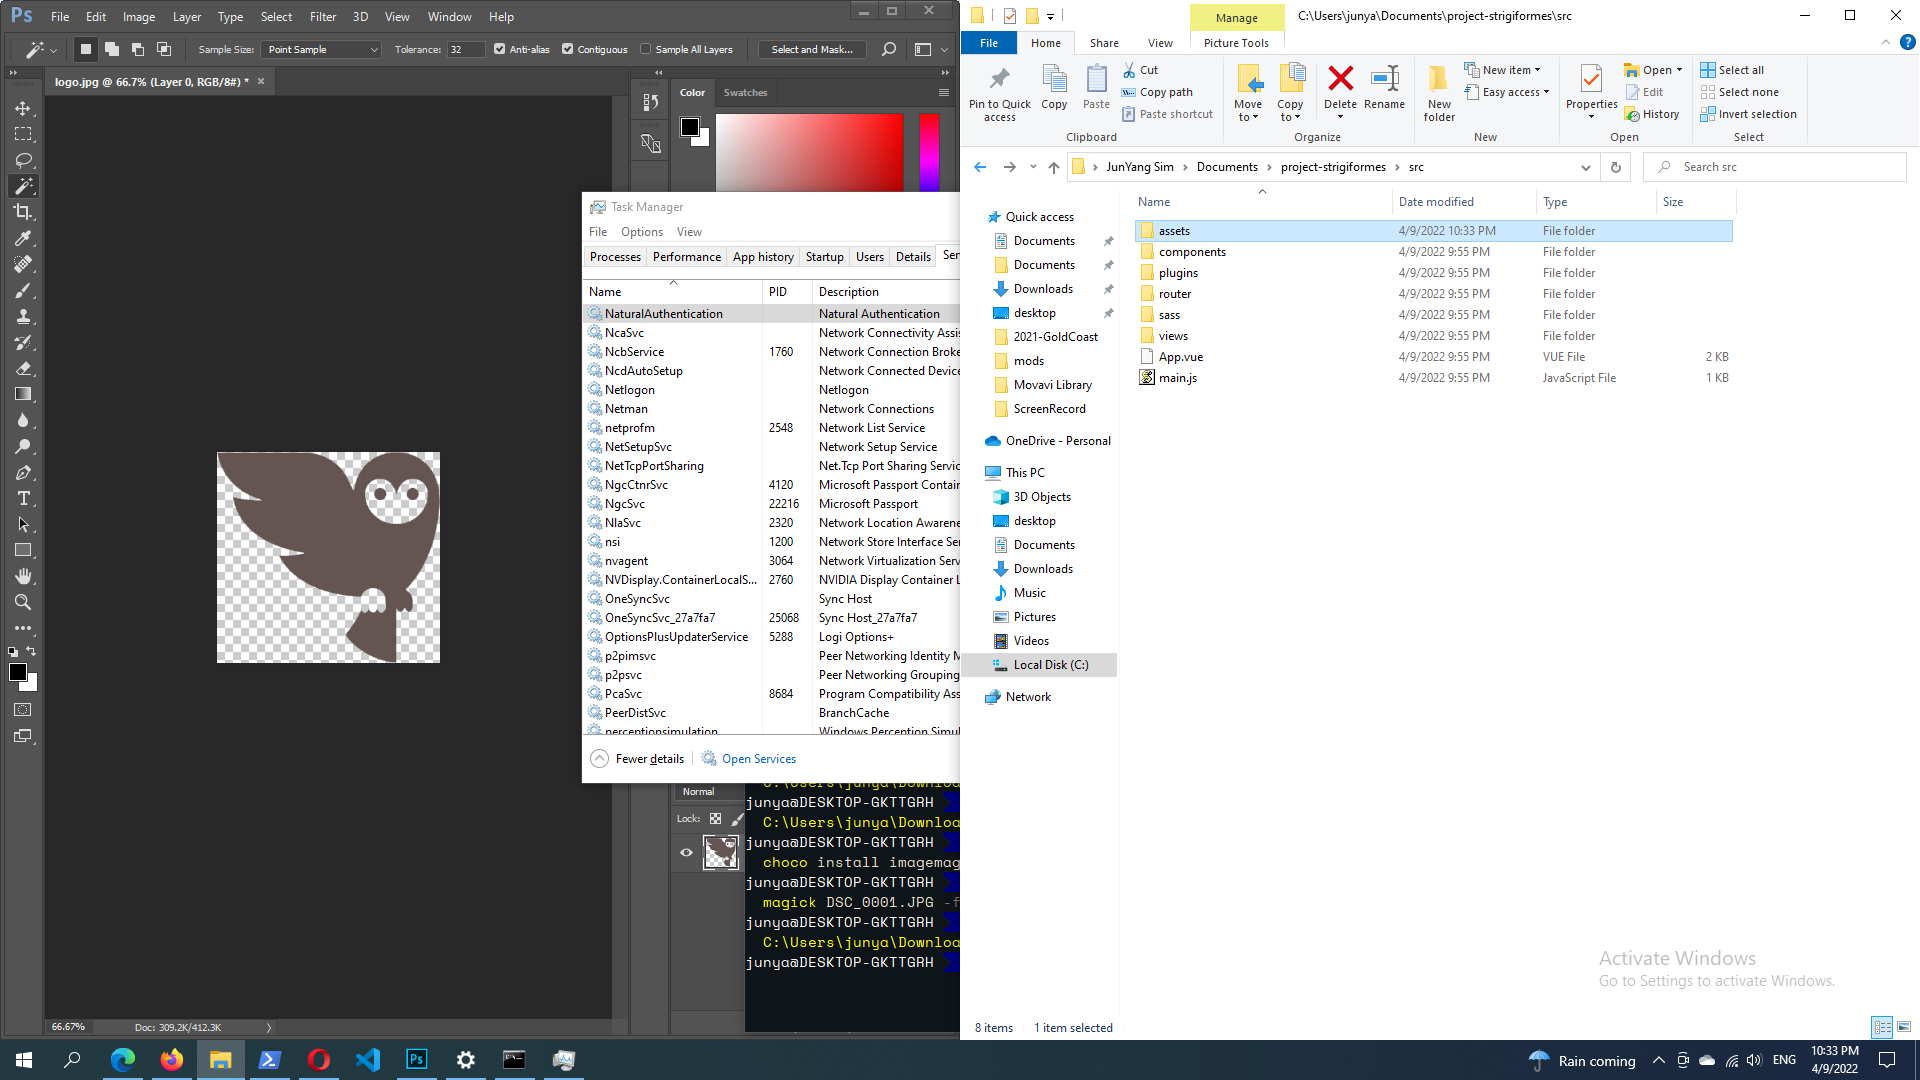 Ps File Edit Image Layer Type Select Filter 3D View Window Help
Sample Size: Point Sample Tolerance: 32 Anti-alias Contiguous Sample All Layers Select and Mask...
logo.jpg @ 66.7% (Layer 0, RGB/8#) *
Color Swatches
66.67% Doc: 309.2K/412.3K
Task Manager
File Options View
Processes Performance App history Startup Users Details
Name PID Description
NaturalAuthentication Natural Authentication
NcaSvc Network Connectivity Assis
NcbService 1760 Network Connection Broke
NcdAutoSetup Network Connected Device
Netlogon Netlogon
Netman Network Connections
netprofm 2548 Network List Service
NetSetupSvc Network Setup Service
NetTcpPortSharing Net.Tcp Port Sharing Servic
NgcCtnrSvc 4120 Microsoft Passport Contain
NgcSvc 22216 Microsoft Passport
NlaSvc 2320 Network Location Awarene
nsi 1200 Network Store Interface Se
nvagent 3064 Network Virtualization Serv
NVDisplay.ContainerLocalS... 2760 NVIDIA Display Container L
OneSyncSvc Sync Host
OneSyncSvc_27a7fa7 25068 Sync Host_27a7fa7
OptionsPlusUpdaterService 5288 Logi Options+
p2pimsvc Peer Networking Identity M
p2psvc Peer Networking Grouping
PcaSvc 8684 Program Compatibility Ass
PeerDistSvc BranchCache
perceptionsimulation Windows Perception Simul
Fewer details Open Services
Normal
Lock:
C:\Users\junya\Downloa
junya@DESKTOP-GKTTGRH
C:\Users\junya\Downloa
junya@DESKTOP-GKTTGRH
choco install imagemag
junya@DESKTOP-GKTTGRH
magick DSC_0001.JPG -f
junya@DESKTOP-GKTTGRH
C:\Users\junya\Downloa
junya@DESKTOP-GKTTGRH
Manage
C:\Users\junya\Documents\project-strigiformes\src
File Home Share View Picture Tools
Pin to Quick access
Copy
Paste
Cut
Copy path
Paste shortcut
Clipboard
Move to
Copy to
Delete
Rename
Organize
New folder
New item
Easy access
New
Properties
Open
Edit
History
Open
Select all
Select none
Invert selection
Select
JunYang Sim Documents project-strigiformes src
Search src
Quick access
Documents
Documents
Downloads
desktop
2021-GoldCoast
mods
Movavi Library
ScreenRecord
OneDrive - Personal
This PC
3D Objects
desktop
Documents
Downloads
Music
Pictures
Videos
Local Disk (C:)
Network
Name Date modified Type Size
assets 4/9/2022 10:33 PM File folder
components 4/9/2022 9:55 PM File folder
plugins 4/9/2022 9:55 PM File folder
router 4/9/2022 9:55 PM File folder
sass 4/9/2022 9:55 PM File folder
views 4/9/2022 9:55 PM File folder
App.vue 4/9/2022 9:55 PM VUE File 2 KB
main.js 4/9/2022 9:55 PM JavaScript File 1 KB
Activate Windows
Go to Settings to activate Windows.
8 items 1 item selected
Ps
Rain coming
ENG
10:33 PM
4/9/2022